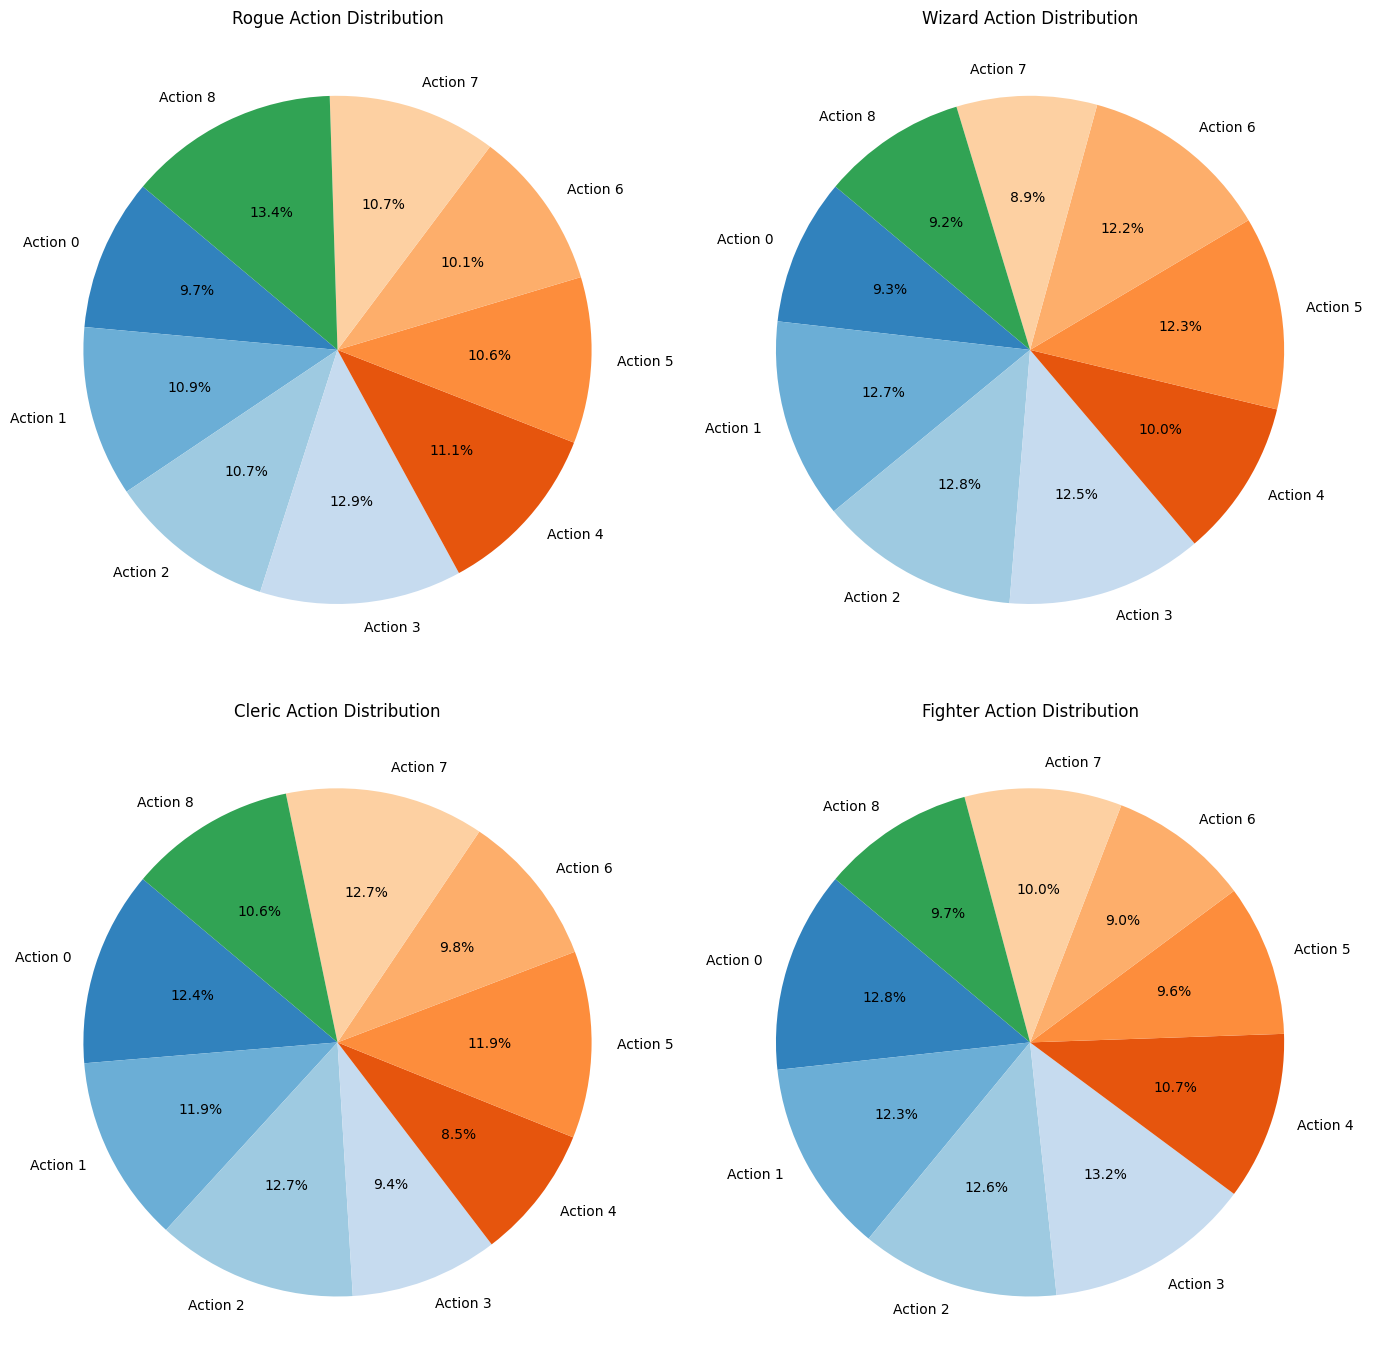 Rogue Action Distribution
Action 0
9.7%
Action 1
10.9%
Action 2
10.7%
Action 3
12.9%
Action 4
11.1%
Action 5
10.6%
Action 6
10.1%
Action 7
10.7%
Action 8
13.4%
Wizard Action Distribution
Action 0
9.3%
Action 1
12.7%
Action 2
12.8%
Action 3
12.5%
Action 4
10.0%
Action 5
12.3%
Action 6
12.2%
Action 7
8.9%
Action 8
9.2%
Cleric Action Distribution
Action 0
12.4%
Action 1
11.9%
Action 2
12.7%
Action 3
9.4%
Action 4
8.5%
Action 5
11.9%
Action 6
9.8%
Action 7
12.7%
Action 8
10.6%
Fighter Action Distribution
Action 0
12.8%
Action 1
12.3%
Action 2
12.6%
Action 3
13.2%
Action 4
10.7%
Action 5
9.6%
Action 6
9.0%
Action 7
10.0%
Action 8
9.7%